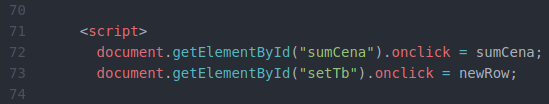 70
71 <script>
72 document.getElementById("sumCena").onclick = sumCena;
73 document.getElementById("setTb").onclick = newRow;
74